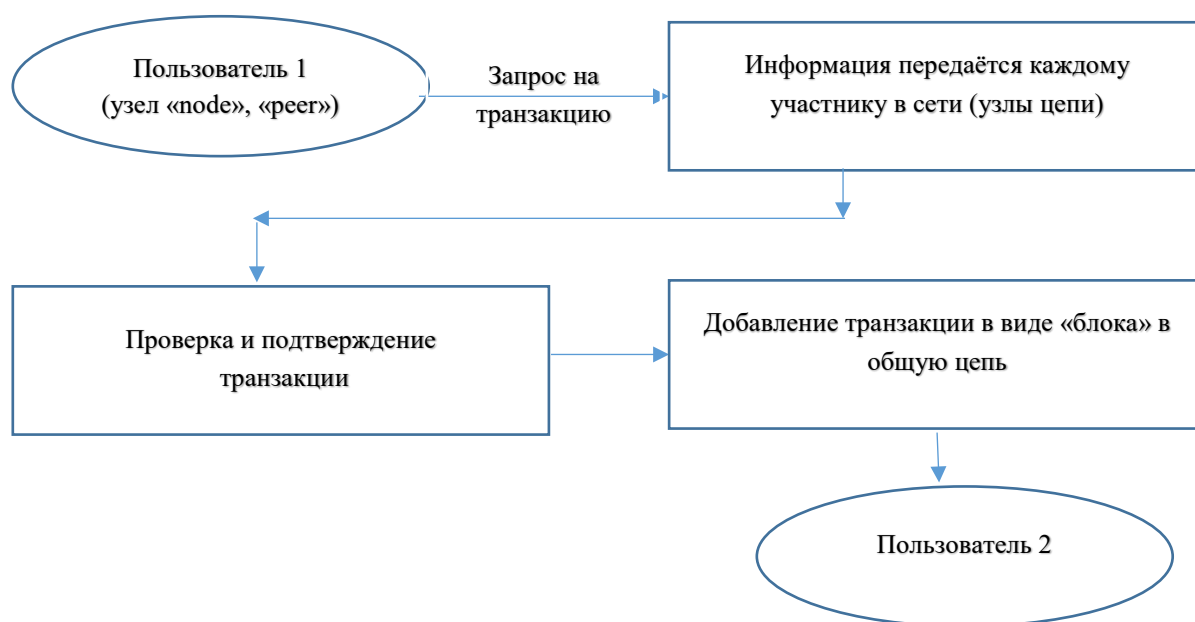 Пользователь 1
(узел «node», «peer»)
Запрос на
транзакцию
Информация передаётся каждому
участнику в сети (узлы цепи)
Проверка и подтверждение
транзакции
Добавление транзакции в виде «блока» в
общую цепь
Пользователь 2